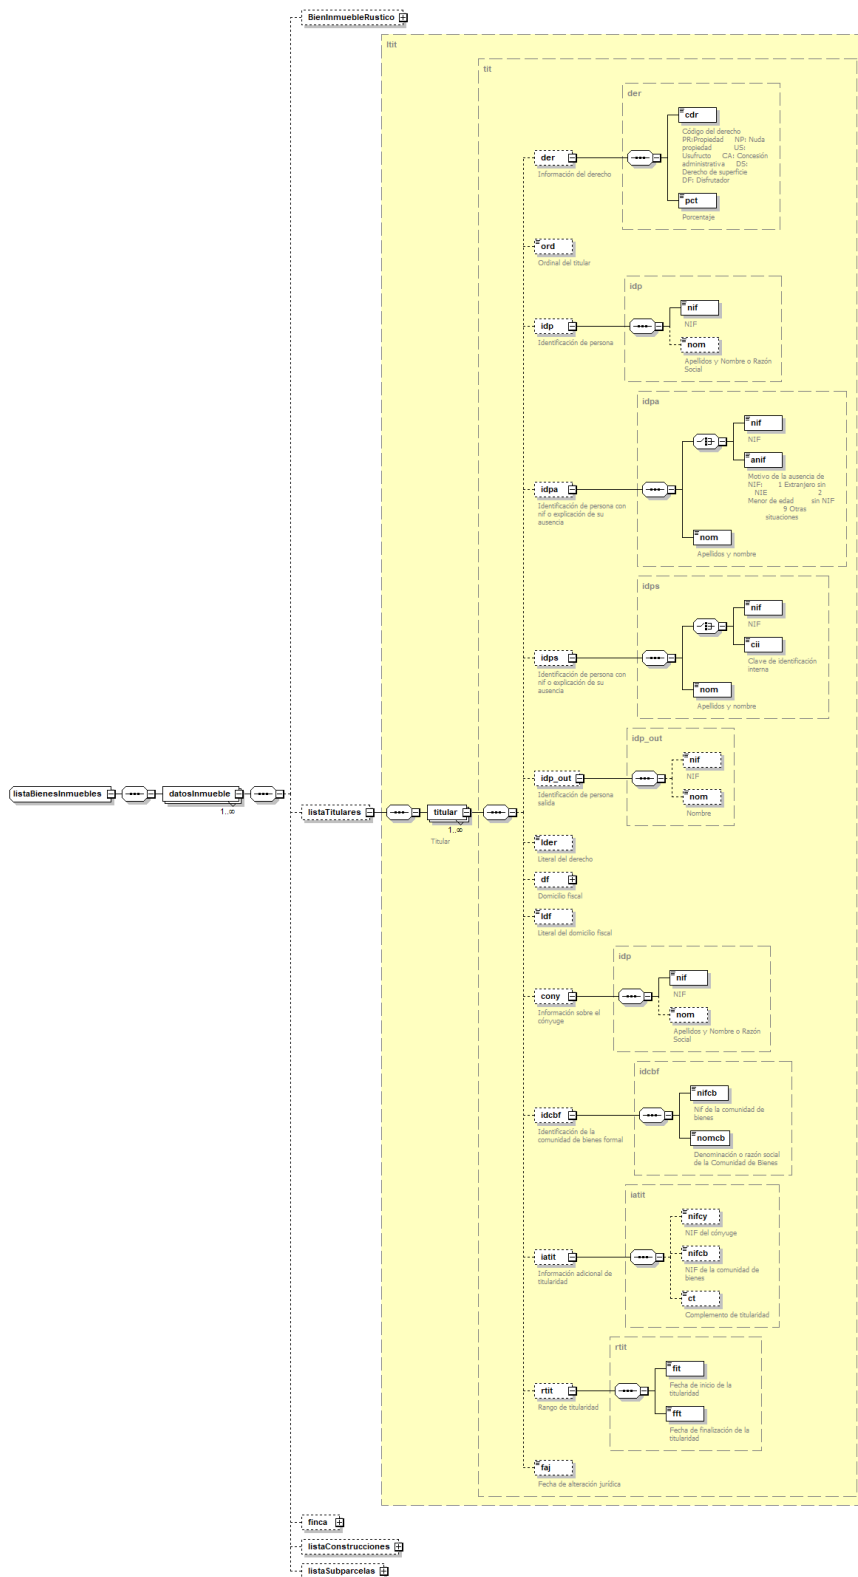 BienInmuebleRustico
ltit
tit
der
cdr
Código del derecho
PR:Propiedad NP: Nuda
propiedad US:
Usufructo CA: Concesión
administrativa DS:
Derecho de superficie
DF: Disfrutador
der
Información del derecho
pct
Porcentaje
ord
Ordinal del titular
idp
nif
NIF
idp
Identificación de persona
nom
Apellidos y Nombre o Razón
Social
idpa
nif
NIF
anif
Motivo de la ausencia de
NIF: 1 Extranjero sin
NIE 2
Menor de edad sin NIF
9 Otras
situaciones
idpa
Identificación de persona con
nif o explicación de su
ausencia
nom
Apellidos y nombre
idps
nif
NIF
cii
Clave de identificación
interna
idps
Identificación de persona con
nif o explicación de su
ausencia
nom
Apellidos y nombre
idp_out
nif
NIF
idp_out
Identificación de persona
salida
nom
Nombre
listaBienesInmuebles
datosInmueble
1..∞
listaTitulares
titular
1..∞
Titular
lder
Literal del derecho
df
Domicilio fiscal
ldf
Literal del domicilio fiscal
idp
nif
NIF
cony
Información sobre el
cónyuge
nom
Apellidos y Nombre o Razón
Social
idcbf
nifcb
Nif de la comunidad de
bienes
idcbf
Identificación de la
comunidad de bienes formal
nomcb
Denominación o razón social
de la Comunidad de Bienes
iatit
nifcy
NIF del cónyuge
nifcb
NIF de la comunidad de
bienes
iatit
Información adicional de
titularidad
ct
Complemento de titularidad
rtit
fit
Fecha de inicio de la
titularidad
rtit
Rango de titularidad
fft
Fecha de finalización de la
titularidad
faj
Fecha de alteración jurídica
finca
listaConstrucciones
listaSubparcelas